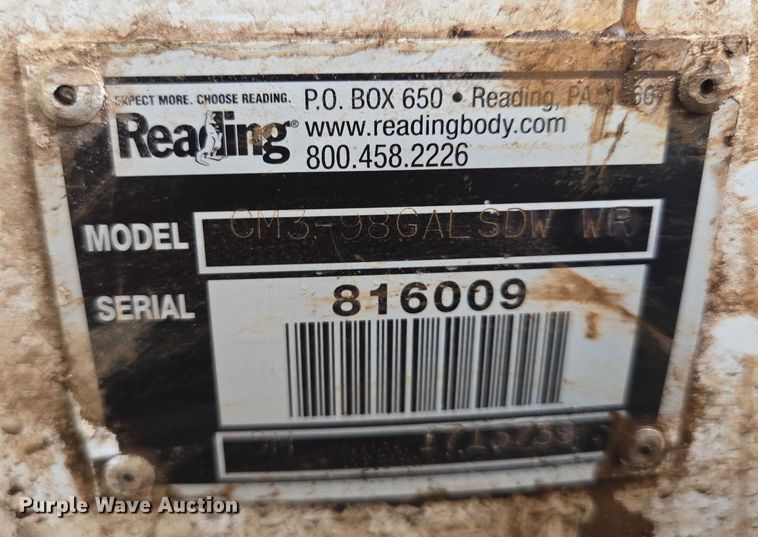 EXPECT MORE. CHOOSE READING. P.O. BOX 650 • Reading, PA
Reading® www.readingbody.com
800.458.2226
MODEL CM3-98GALSDW WR
SERIAL 816009
CM
Purple Wave Auction